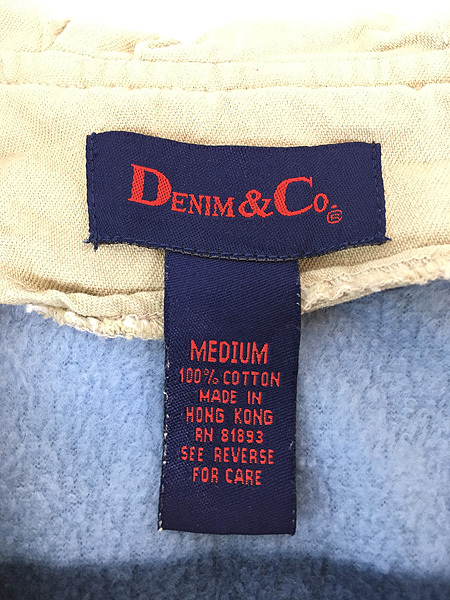 DENIM & CO. ®
MEDIUM
100% COTTON
MADE IN
HONG KONG
RN 81893
SEE REVERSE
FOR CARE